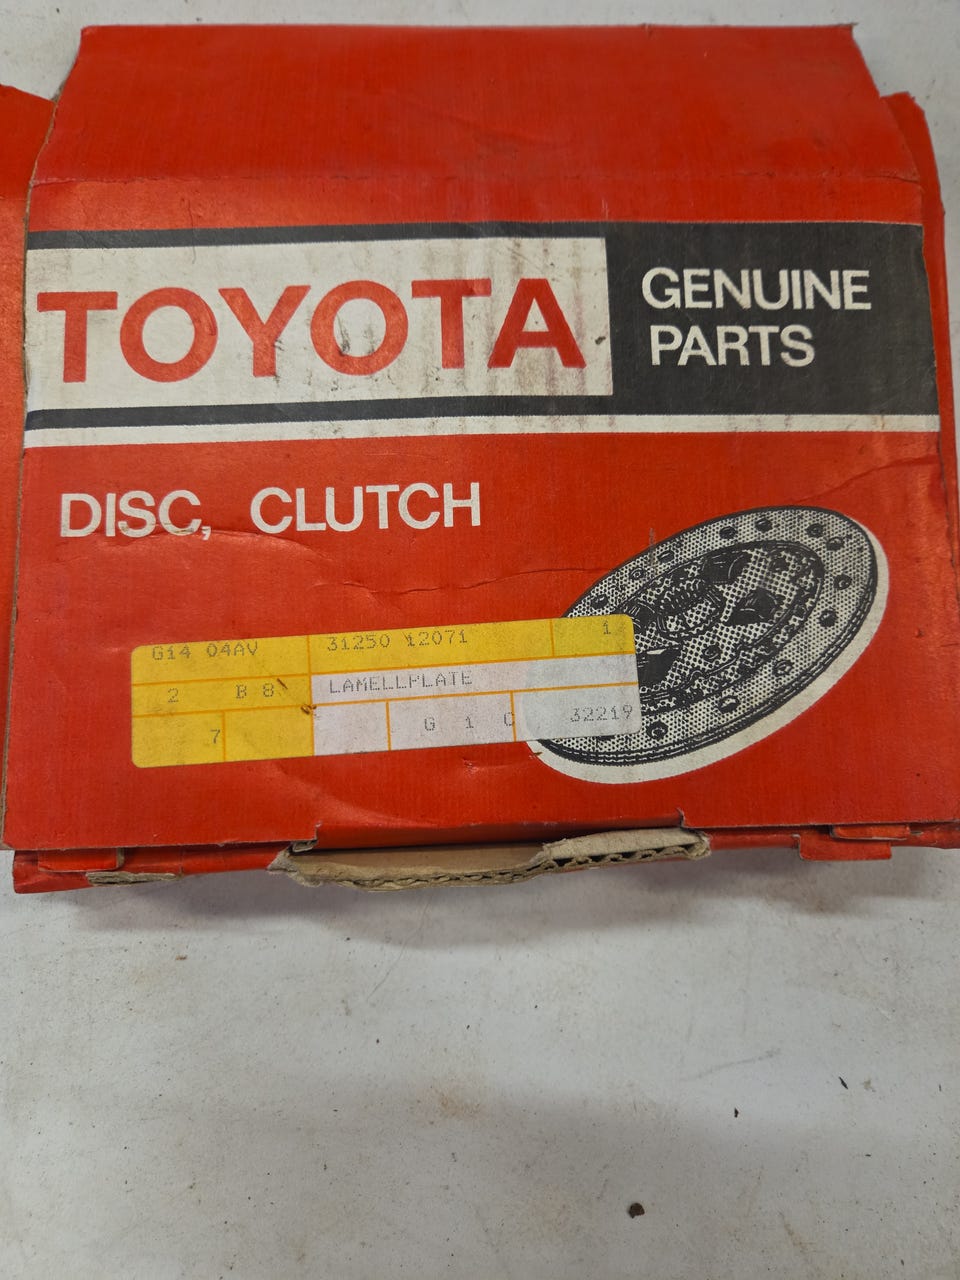 TOYOTA
GENUINE
PARTS
DISC, CLUTCH
G14 04AV 31250 12071 1
2 B 8 LAMELLPLATE
7 G 1 C 32219